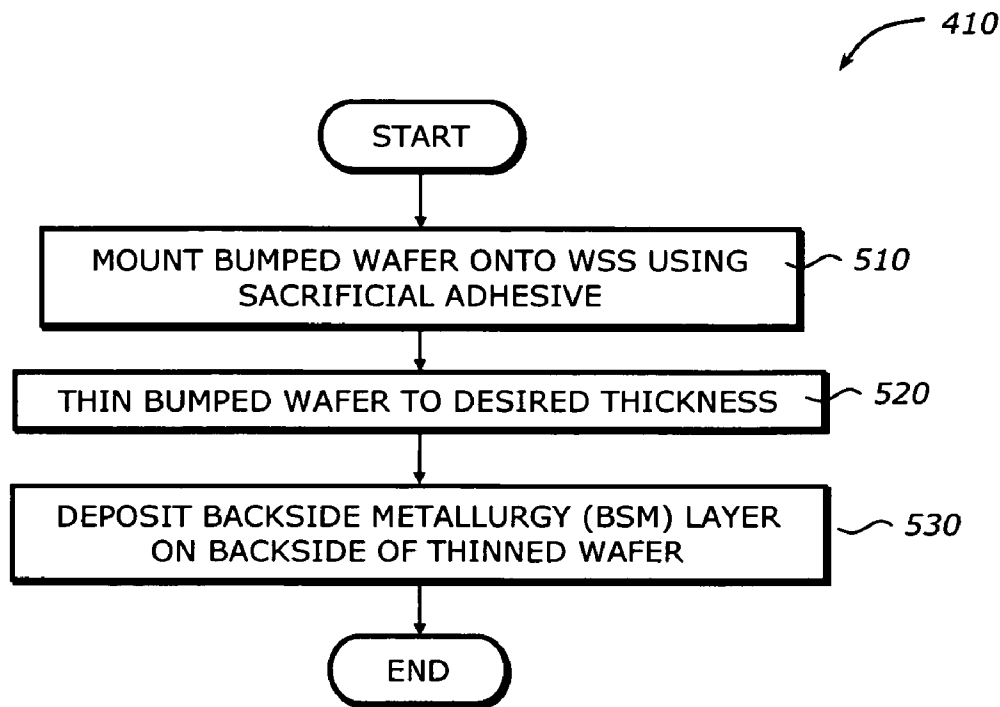 410
START
MOUNT BUMPED WAFER ONTO WSS USING
SACRIFICIAL ADHESIVE
510
THIN BUMPED WAFER TO DESIRED THICKNESS
520
DEPOSIT BACKSIDE METALLURGY (BSM) LAYER
ON BACKSIDE OF THINNED WAFER
530
END